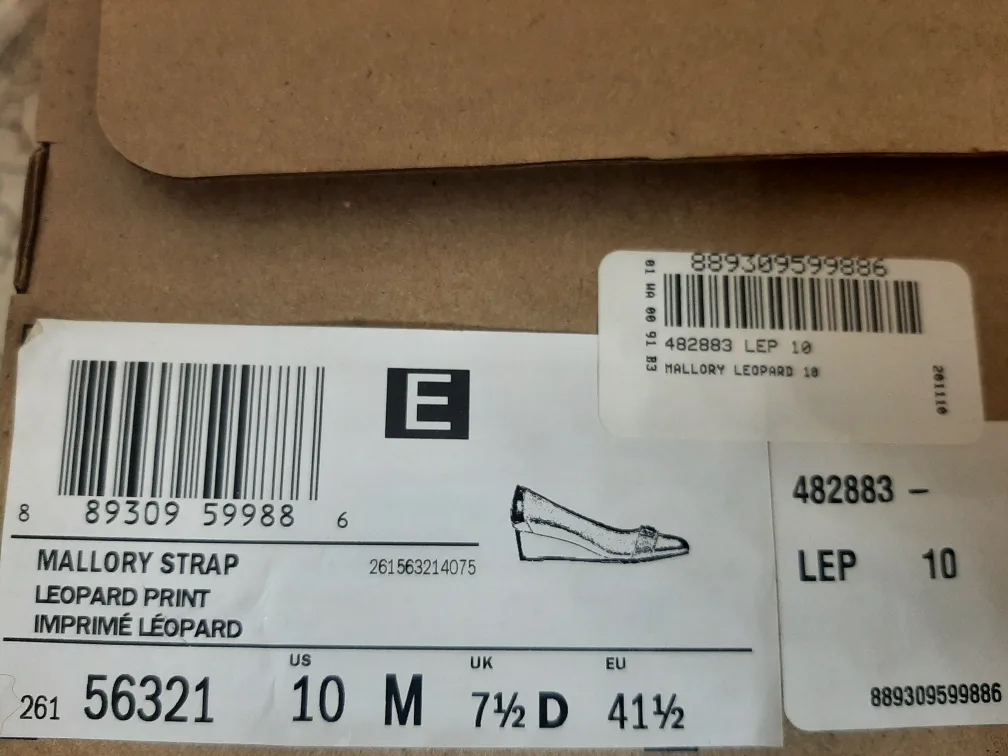 889309599886
01 WA 00 91 B3
482883 LEP 10
MALLORY LEOPARD 10
201110
E
8 89309 59988 6
MALLORY STRAP 261563214075
LEOPARD PRINT
IMPRIMÉ LÉOPARD
US UK EU
261 56321 10 M 7½ D 41½
482883 –
LEP 10
889309599886